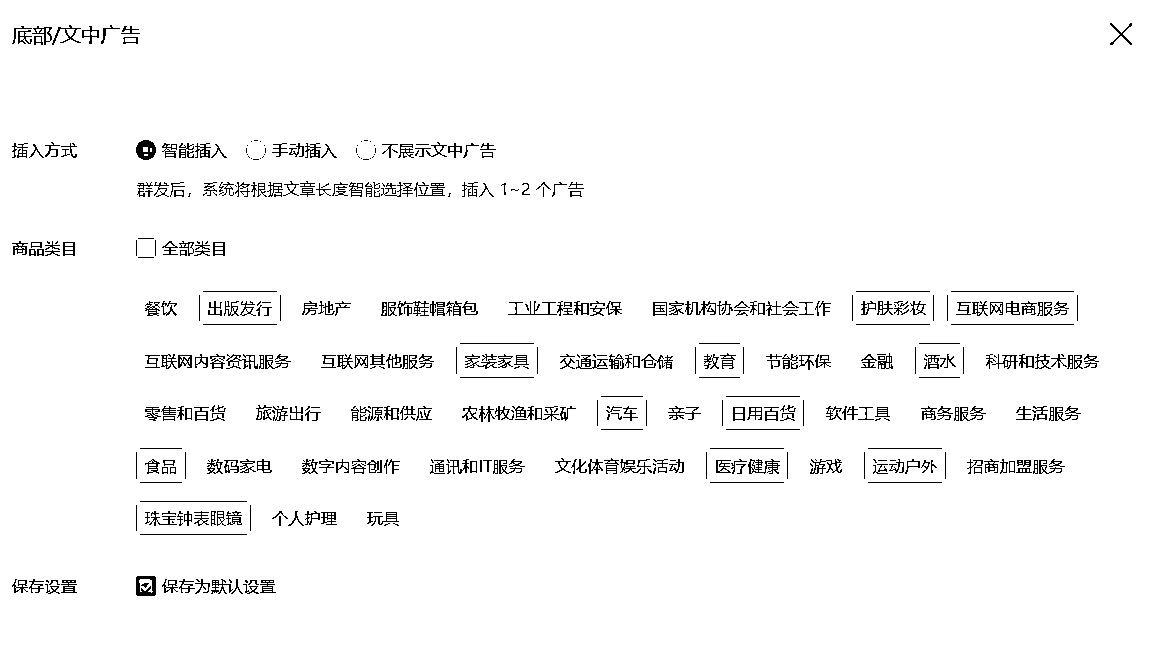 底部/文中广告
插入方式 智能插入 手动插入 不展示文中广告
群发后，系统将根据文章长度智能选择位置，插入 1~2 个广告
商品类目 全部类目
餐饮 出版发行 房地产 服饰鞋帽箱包 工业工程和安保 国家机构协会和社会工作 护肤彩妆 互联网电商服务
互联网内容资讯服务 互联网其他服务 家装家具 交通运输和仓储 教育 节能环保 金融 酒水 科研和技术服务
零售和百货 旅游出行 能源和供应 农林牧渔和采矿 汽车 亲子 日用百货 软件工具 商务服务 生活服务
食品 数码家电 数字内容创作 通讯和IT服务 文化体育娱乐活动 医疗健康 游戏 运动户外 招商加盟服务
珠宝钟表眼镜 个人护理 玩具
保存设置 保存为默认设置